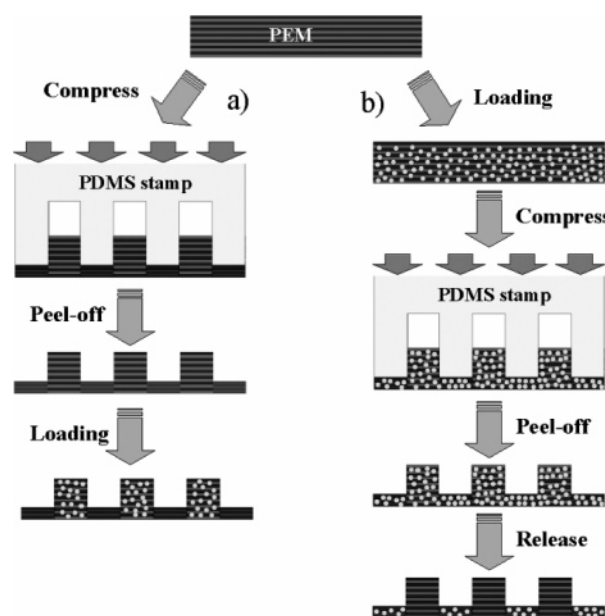 PEM
Compress
a)
PDMS stamp
Peel-off
Loading
b)
Loading
Compress
PDMS stamp
Peel-off
Release